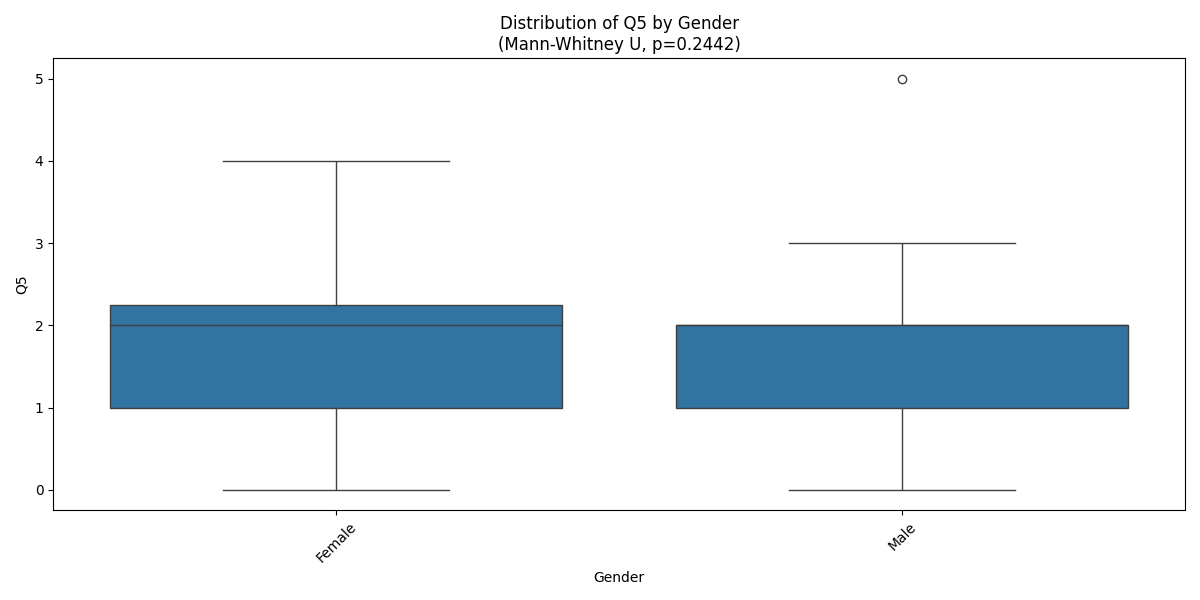 Distribution of Q5 by Gender
(Mann-Whitney U, p=0.2442)
5
4
3
2
1
0
Q5
Female
Male
Gender